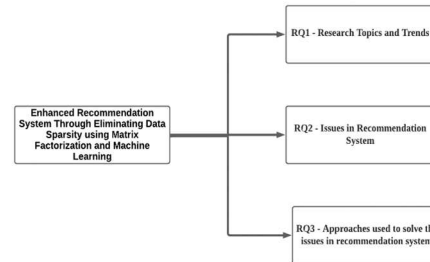 RQ1 - Research Topics and Trends
Enhanced Recommendation
System Through Eliminating Data
Sparsity using Matrix
Factorization and Machine
Learning
RQ2 - Issues in Recommendation
System
RQ3 - Approaches used to solve
issues in recommendation system